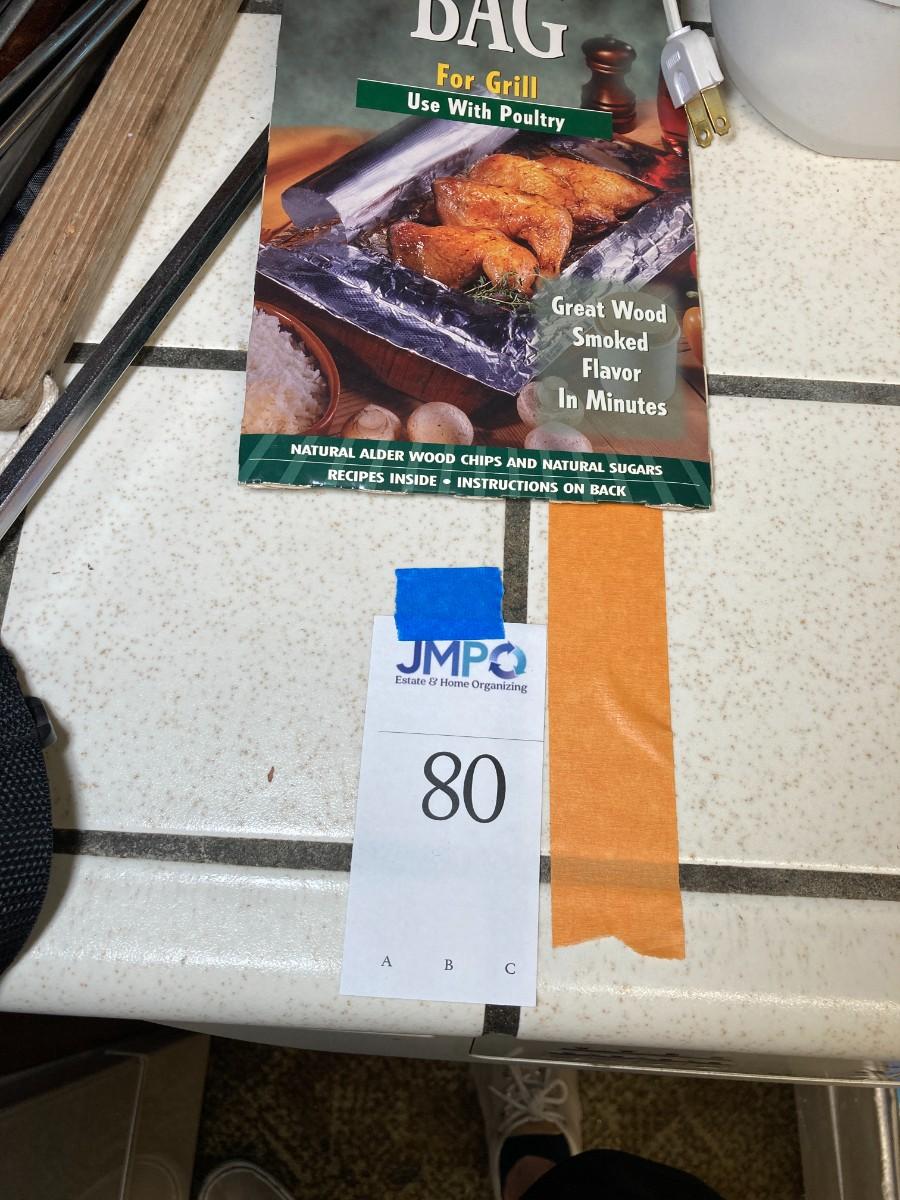 BAG
For Grill
Use With Poultry
Great Wood
Smoked
Flavor
In Minutes
NATURAL ALDER WOOD CHIPS AND NATURAL SUGARS
RECIPES INSIDE • INSTRUCTIONS ON BACK
JMPO
Estate & Home Organizing
80
A B C